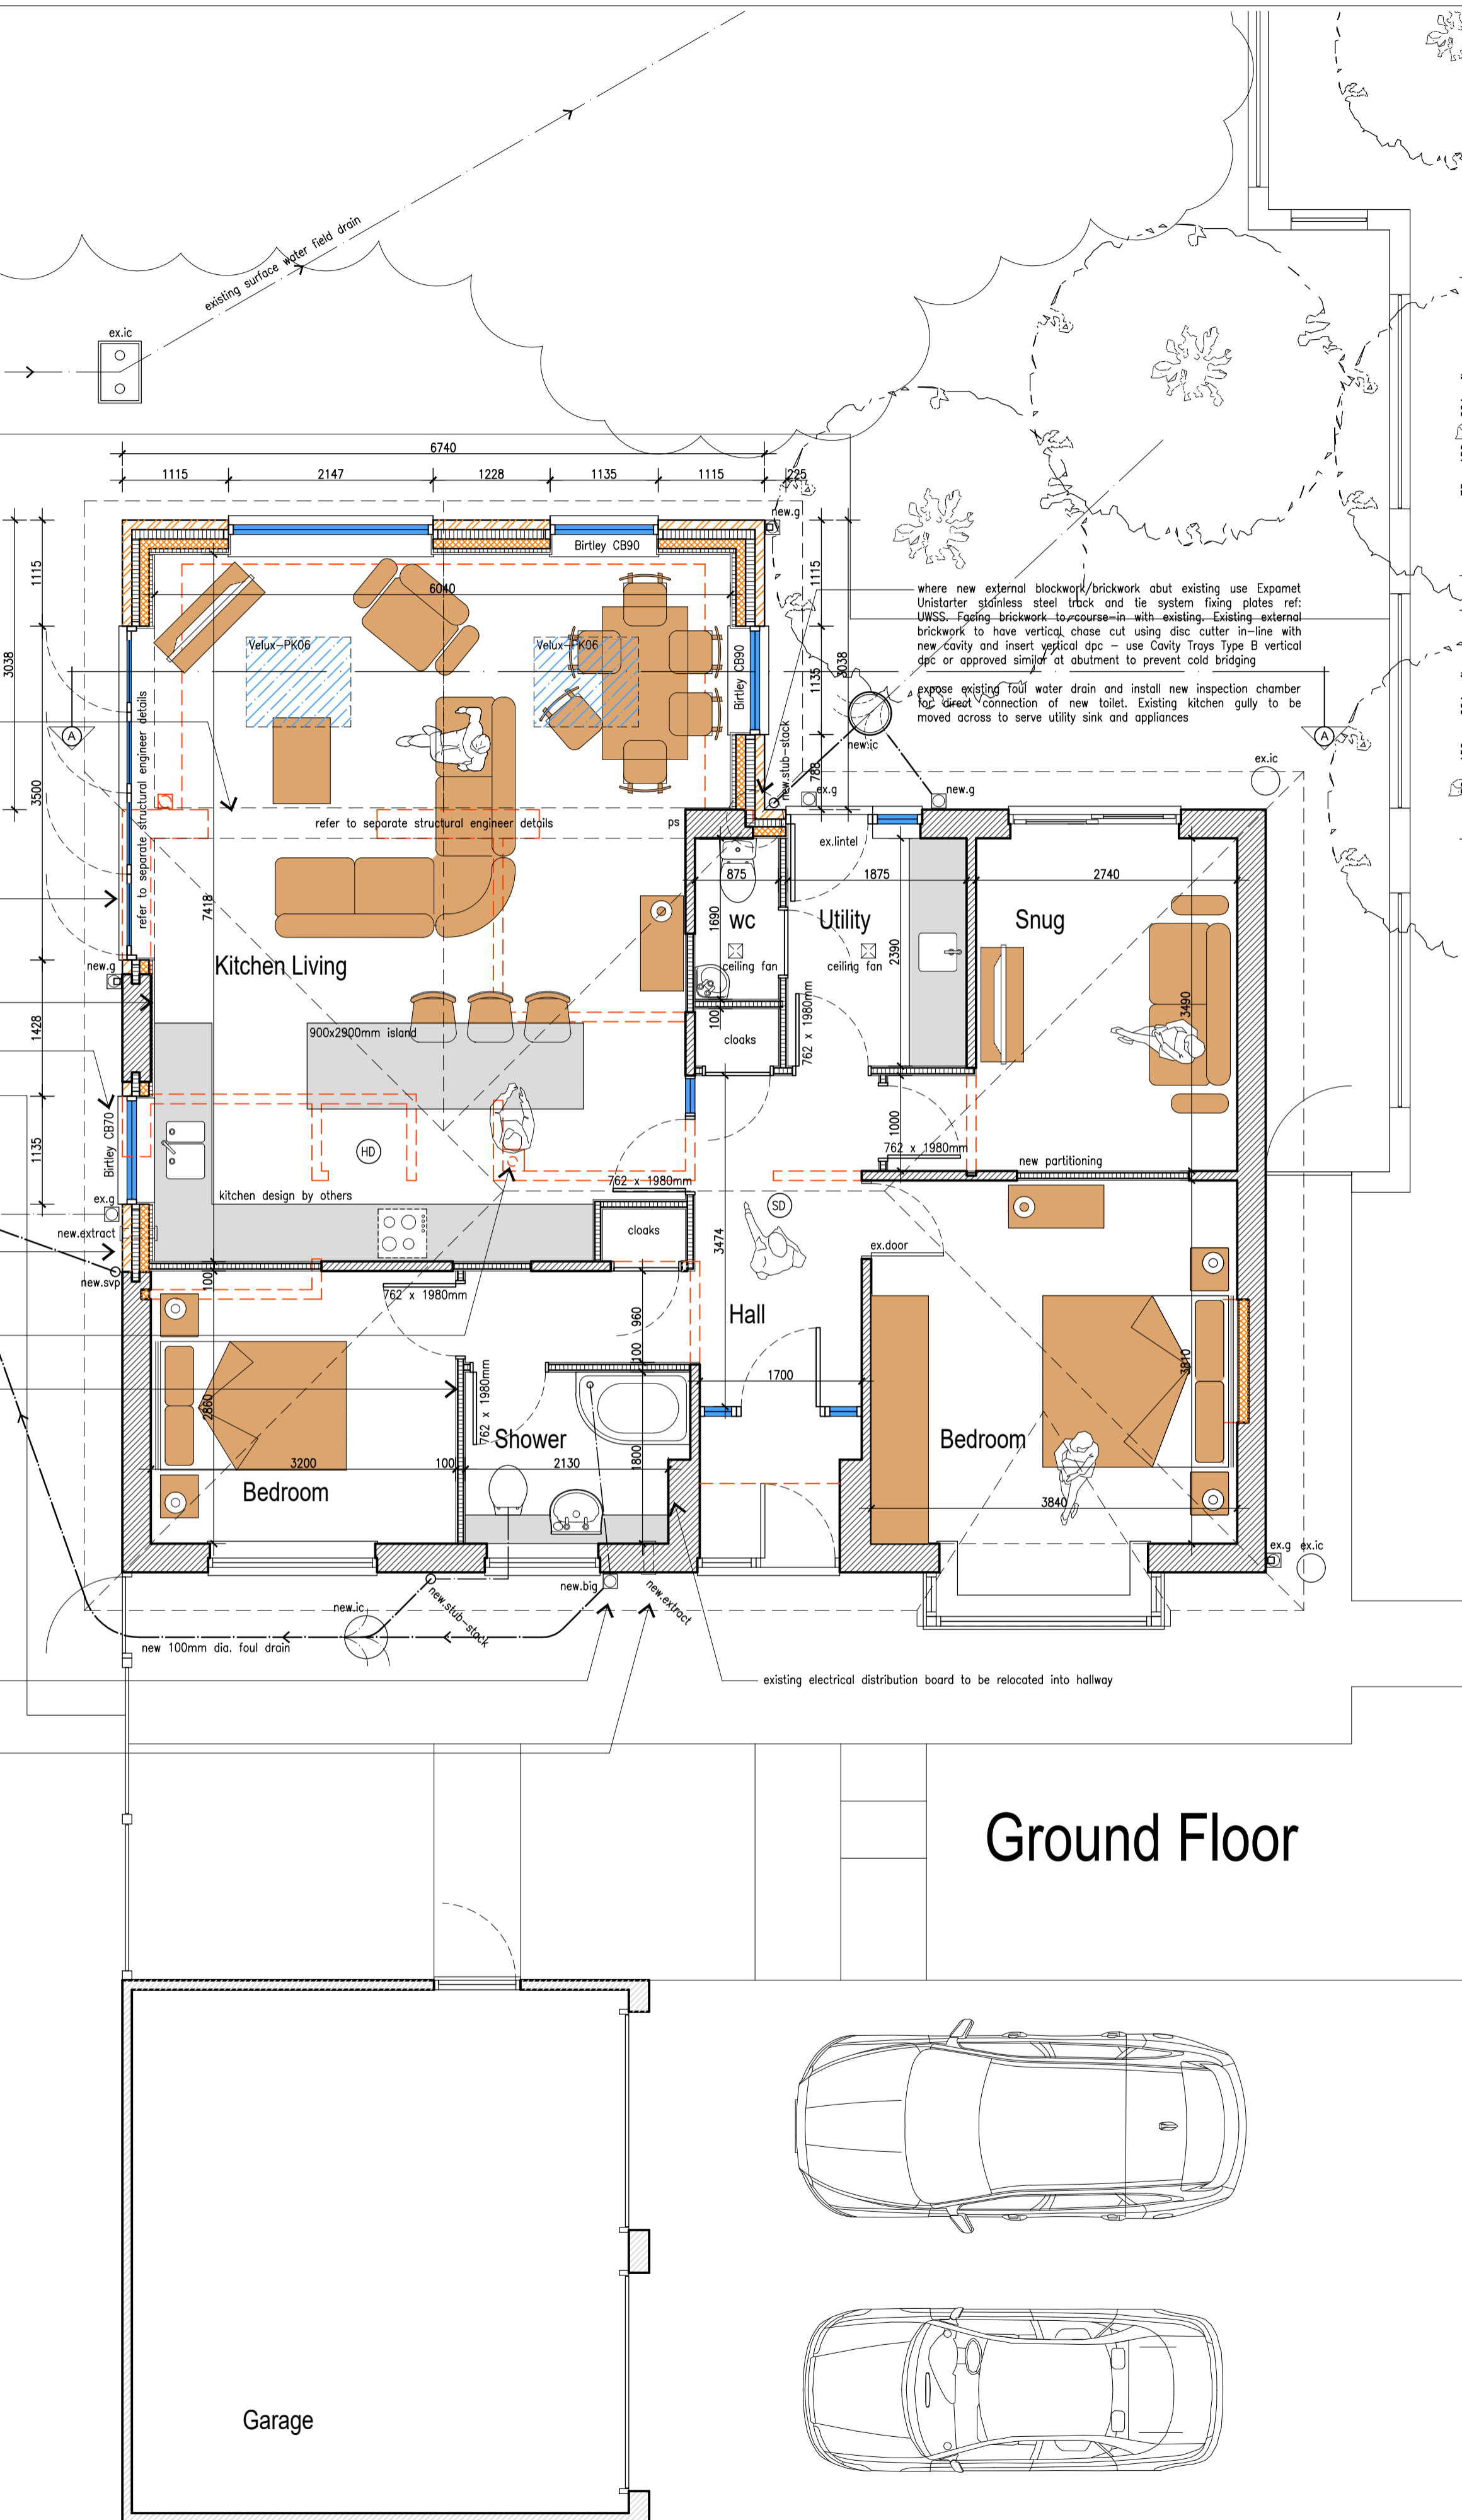 existing surface water field drain
ex.ic
6740
1115
2147
1228
1135
1115
225
new.g
Birtley CB90
1115
3038
3500
1428
1135
1115
1135
3038
788
6040
Velux-PK06
Velux-PK06
Birtley CB90
where new external blockwork/brickwork abut existing use Expamet
Unistarter stainless steel track and tie system fixing plates ref:
UWSS. Facing brickwork to course-in with existing. Existing external
brickwork to have vertical chase cut using disc cutter in-line with
new cavity and insert vertical dpc – use Cavity Trays Type B vertical
dpc or approved similar at abutment to prevent cold bridging
expose existing foul water drain and install new inspection chamber
for direct connection of new toilet. Existing kitchen gully to be
moved across to serve utility sink and appliances
A
A
refer to separate structural engineer details
new.stub-stack
new.ic
ex.ic
ex.g
new.g
refer to separate structural engineer details
ps
ex.lintel
875
1875
2740
7418
1690
wc
Utility
Snug
2390
Kitchen Living
new.g
ceiling fan
ceiling fan
3490
100
cloaks
762 x 1980mm
900x2900mm island
1000
Birtley CB70
HD
762 x 1980mm
new partitioning
kitchen design by others
762 x 1980mm
ex.g
new.extract
cloaks
SD
3474
ex.door
new.svp
100
762 x 1980mm
960
Hall
100
1700
3810
2860
762 x 1980mm
Shower
Bedroom
3200
100
2130
1800
Bedroom
3840
ex.g
ex.ic
new.big
new.extract
new.ic
new.stub-stack
new 100mm dia. foul drain
existing electrical distribution board to be relocated into hallway
Ground Floor
Garage